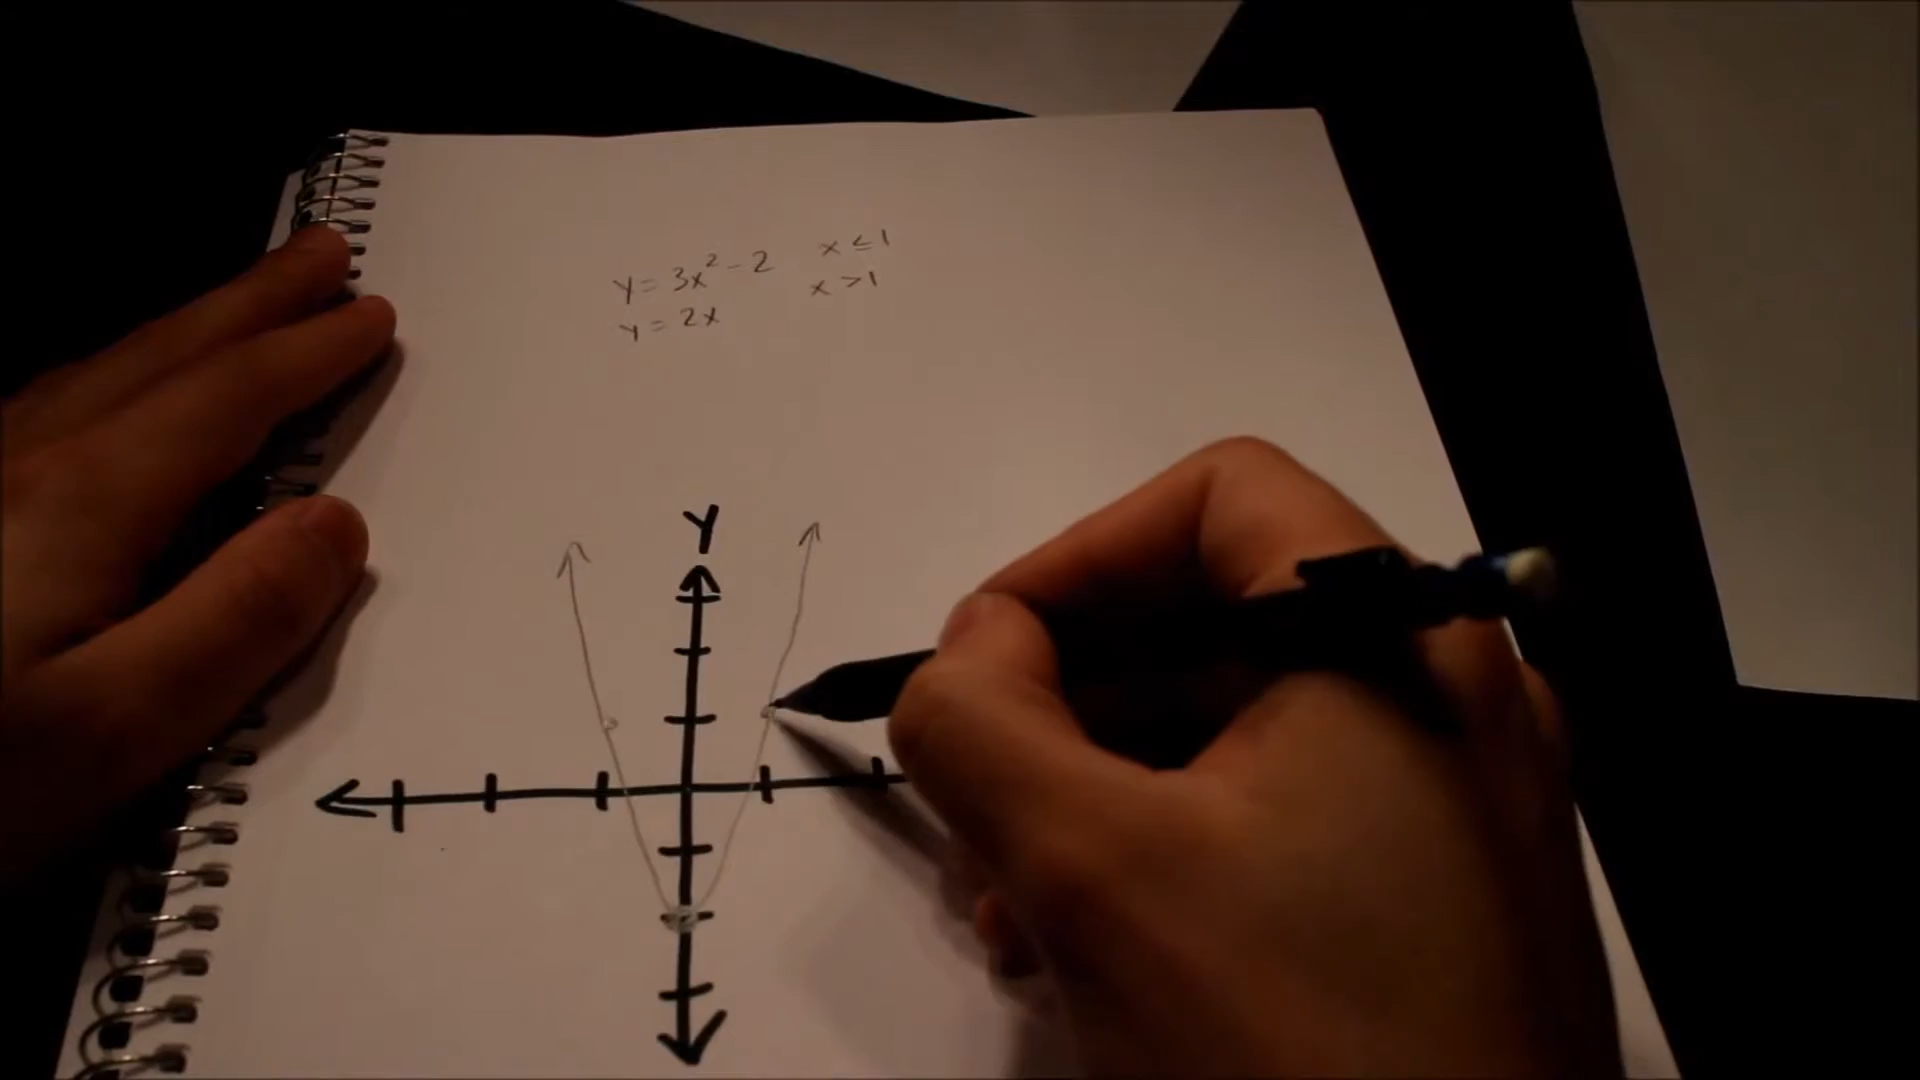 y = 3x² - 2 x ≤ 1
y = 2x x > 1
Y